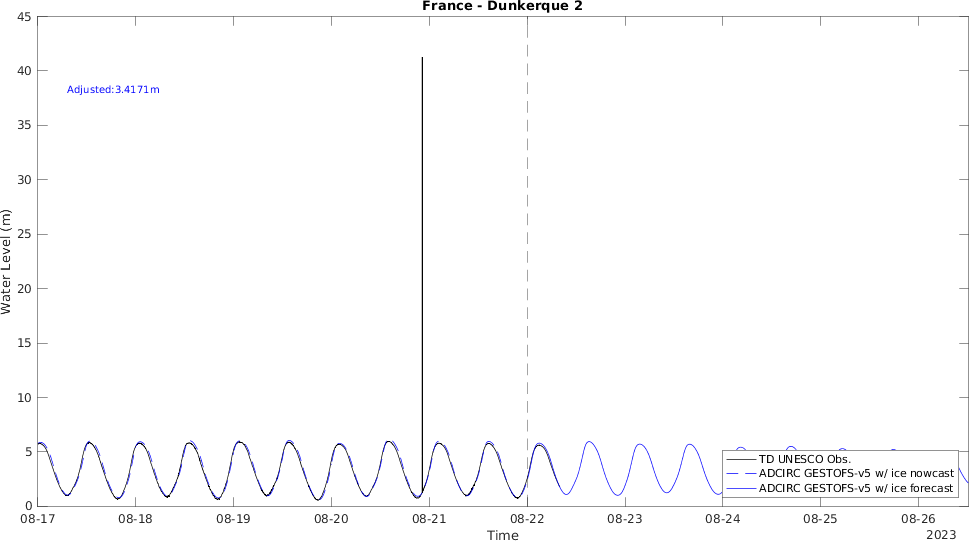 France - Dunkerque 2
45
40
35
30
25
20
15
10
5
0
Water Level (m)
Adjusted:3.4171m
TD UNESCO Obs.
ADCIRC GESTOFS-v5 w/ ice nowcast
ADCIRC GESTOFS-v5 w/ ice forecast
08-17 08-18 08-19 08-20 08-21 08-22 08-23 08-24 08-25 08-26
Time
2023